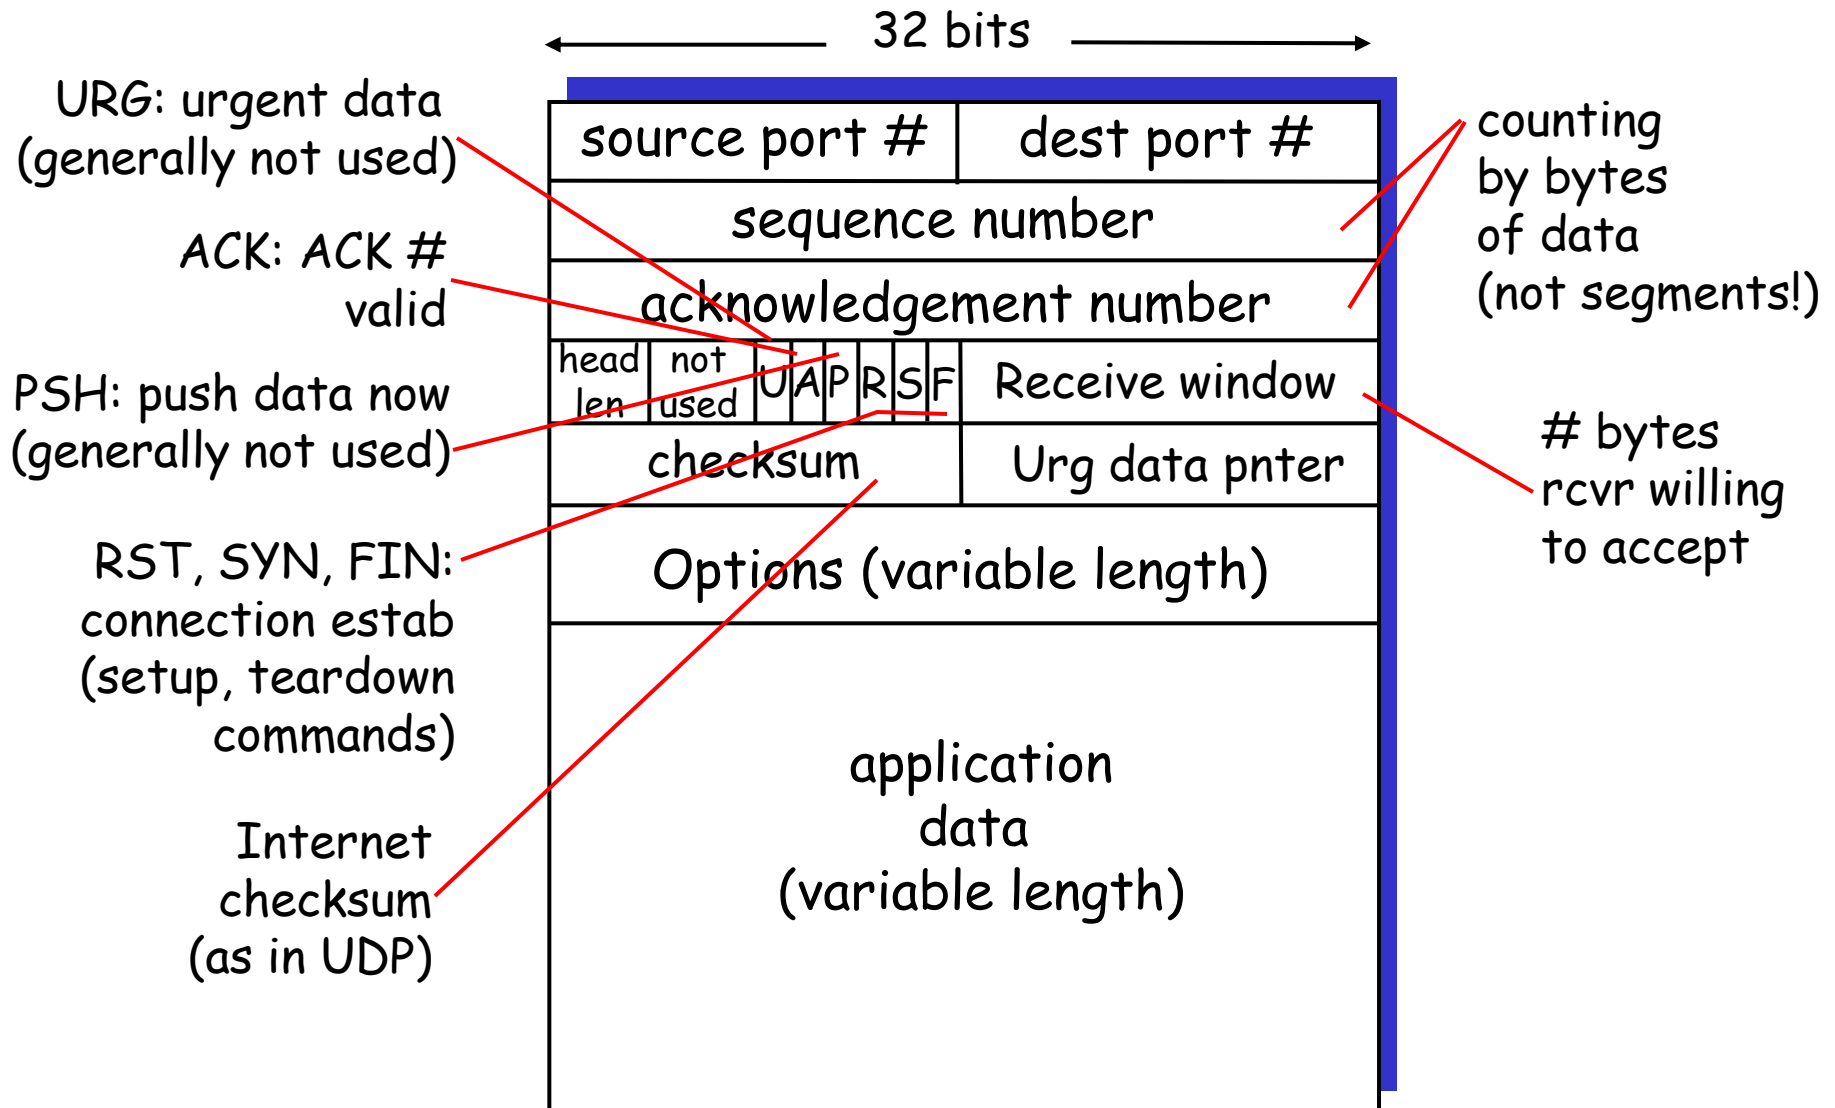 32 bits
URG: urgent data
(generally not used)
ACK: ACK #
valid
PSH: push data now
(generally not used)
RST, SYN, FIN:
connection estab
(setup, teardown
commands)
Internet
checksum
(as in UDP)
source port #
dest port #
sequence number
acknowledgement number
head
len
not
used
U A P R S F
Receive window
checksum
Urg data pnter
Options (variable length)
application
data
(variable length)
counting
by bytes
of data
(not segments!)
# bytes
rcvr willing
to accept